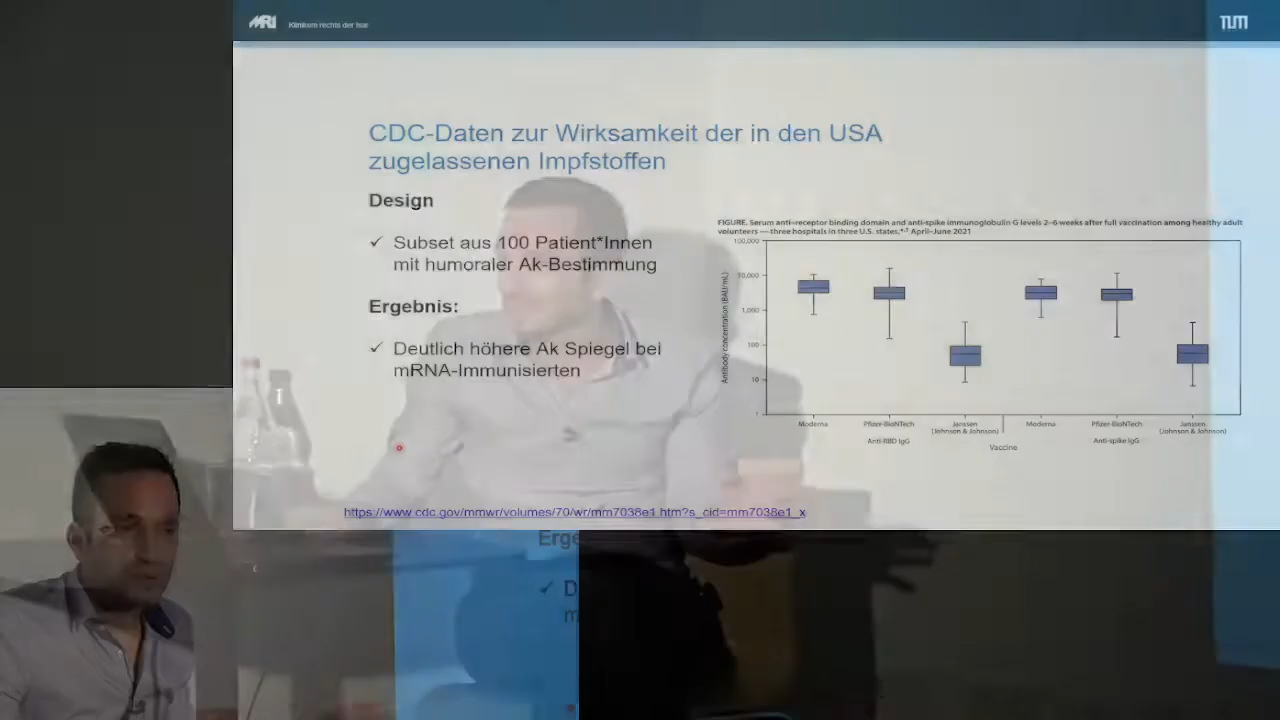 MRI Klinikum rechts der Isar
TUM
CDC-Daten zur Wirksamkeit der in den USA
zugelassenen Impfstoffen
Design
✓ Subset aus 100 Patient*Innen
mit humoraler Ak-Bestimmung
Ergebnis:
✓ Deutlich höhere Ak Spiegel bei
mRNA-Immunisierten
FIGURE. Serum anti–receptor binding domain and anti-spike immunoglobulin G levels 2–6 weeks after full vaccination among healthy adult
volunteers — three hospitals in three U.S. states,*,† April–June 2021
Antibody concentration (BAU/mL)
100,000
10,000
1,000
100
10
1
Moderna
Pfizer-BioNTech
Janssen
(Johnson & Johnson)
Moderna
Pfizer-BioNTech
Janssen
(Johnson & Johnson)
Anti-RBD IgG
Anti-spike IgG
Vaccine
https://www.cdc.gov/mmwr/volumes/70/wr/mm7038e1.htm?s_cid=mm7038e1_x
Erge
✓ D
m